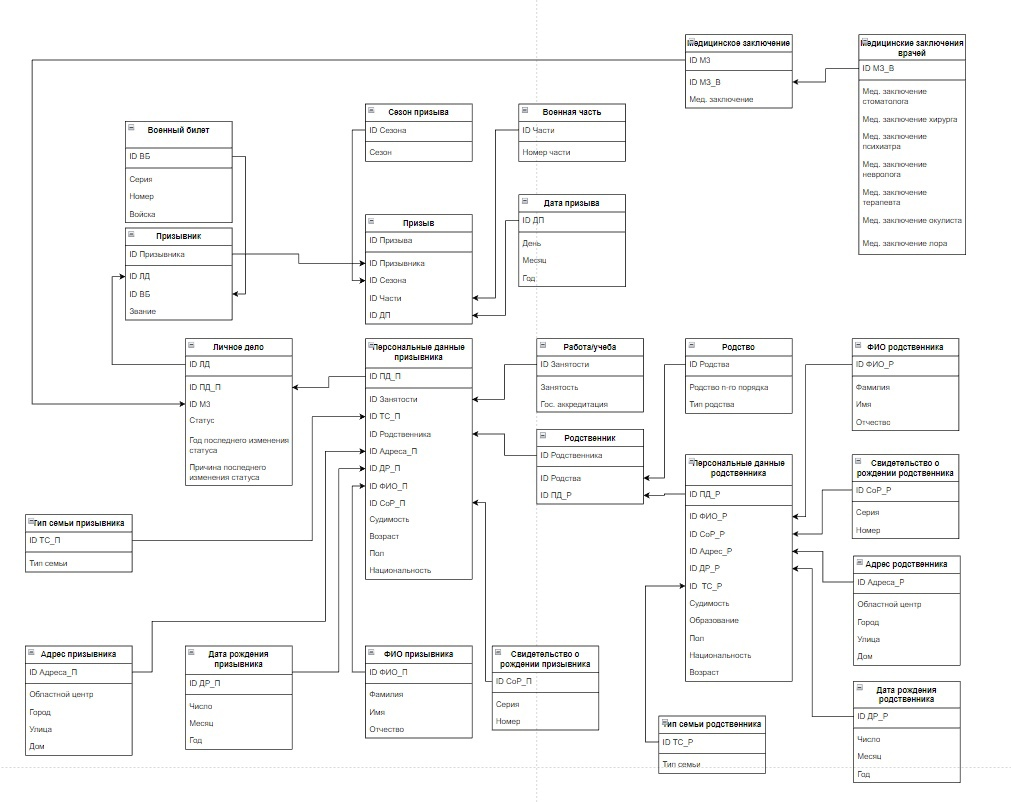 Медицинское заключение
ID МЗ
ID МЗ_В
Мед. заключение
Медицинские заключения
врачей
ID МЗ_В
Мед. заключение
стоматолога
Мед. заключение хирурга
Мед. заключение
психиатра
Мед. заключение
невролога
Мед. заключение
терапевта
Мед. заключение окулиста
Мед. заключение лора
Сезон призыва
ID Сезона
Сезон
Военная часть
ID Части
Номер части
Военный билет
ID ВБ
Серия
Номер
Войска
Дата призыва
ID ДП
День
Месяц
Год
Призыв
ID Призыва
ID Призывника
ID Сезона
ID Части
ID ДП
Призывник
ID Призывника
ID ЛД
ID ВБ
Звание
Личное дело
ID ЛД
ID ПД_П
ID МЗ
Статус
Год последнего изменения
статуса
Причина последнего
изменения статуса
Персональные данные
призывника
ID ПД_П
ID Занятости
ID ТС_П
ID Родственника
ID Адреса_П
ID ДР_П
ID ФИО_П
ID СоР_П
Судимость
Возраст
Пол
Национальность
Работа/учеба
ID Занятости
Занятость
Гос. аккредитация
Родство
ID Родства
Родство n-го порядка
Тип родства
ФИО родственника
ID ФИО_Р
Фамилия
Имя
Отчество
Родственник
ID Родственника
ID Родства
ID ПД_Р
Персональные данные
родственника
ID ПД_Р
ID ФИО_Р
ID СоР_Р
ID Адрес_Р
ID ДР_Р
ID ТС_Р
Судимость
Образование
Пол
Национальность
Возраст
Свидетельство о
рождении родственника
ID СоР_Р
Серия
Номер
Тип семьи призывника
ID ТС_П
Тип семьи
Адрес родственника
ID Адреса_Р
Областной центр
Город
Улица
Дом
Адрес призывника
ID Адреса_П
Областной центр
Город
Улица
Дом
Дата рождения
призывника
ID ДР_П
Число
Месяц
Год
ФИО призывника
ID ФИО_П
Фамилия
Имя
Отчество
Свидетельство о
рождении призывника
ID СоР_П
Серия
Номер
Тип семьи родственника
ID ТС_Р
Тип семьи
Дата рождения
родственника
ID ДР_Р
Число
Месяц
Год